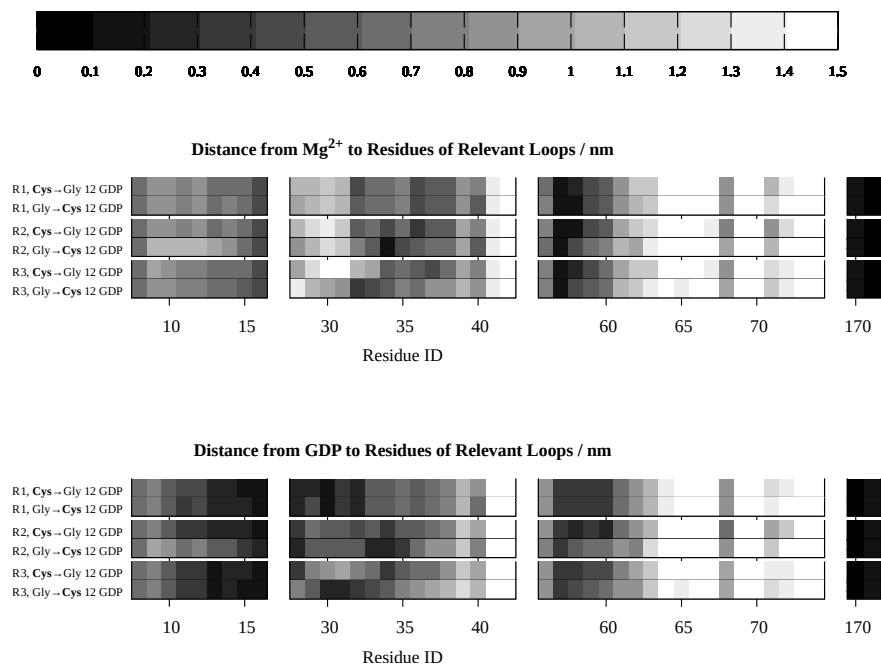 0 0.1 0.2 0.3 0.4 0.5 0.6 0.7 0.8 0.9 1 1.1 1.2 1.3 1.4 1.5
Distance from Mg2+ to Residues of Relevant Loops / nm
R1, Cys→Gly 12 GDP
R1, Gly→Cys 12 GDP
R2, Cys→Gly 12 GDP
R2, Gly→Cys 12 GDP
R3, Cys→Gly 12 GDP
R3, Gly→Cys 12 GDP
10 15 30 35 40 60 65 70 170
Residue ID
Distance from GDP to Residues of Relevant Loops / nm
R1, Cys→Gly 12 GDP
R1, Gly→Cys 12 GDP
R2, Cys→Gly 12 GDP
R2, Gly→Cys 12 GDP
R3, Cys→Gly 12 GDP
R3, Gly→Cys 12 GDP
10 15 30 35 40 60 65 70 170
Residue ID